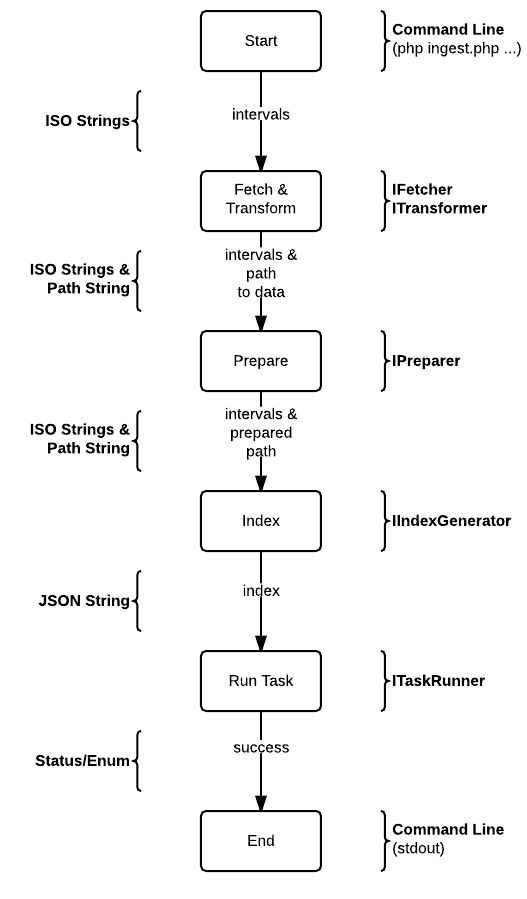 Start
Command Line
(php ingest.php ...)
ISO Strings
intervals
Fetch &
Transform
IFetcher
ITransformer
ISO Strings &
Path String
intervals &
path
to data
Prepare
IPreparer
ISO Strings &
Path String
intervals &
prepared
path
Index
IIndexGenerator
JSON String
index
Run Task
ITaskRunner
Status/Enum
success
End
Command Line
(stdout)